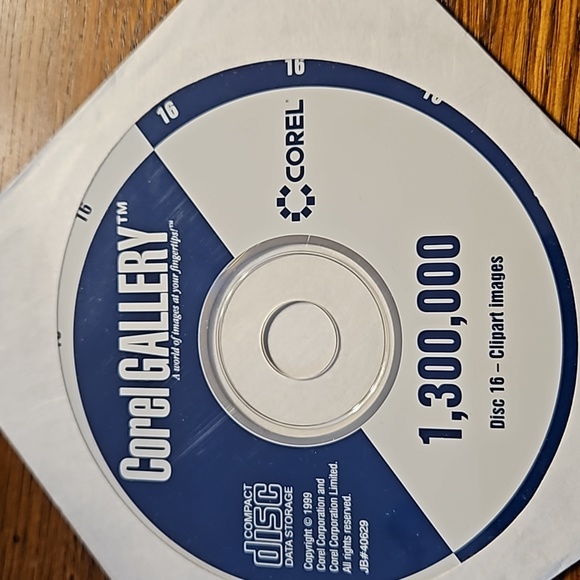 16
16
16
16
Corel GALLERY™
A world of images at your fingertips!™
COREL®
1,300,000
Disc 16 – Clipart images
COMPACT
disc
DATA STORAGE
Copyright © 1999
Corel Corporation and
Corel Corporation Limited.
All rights reserved.
JB#40629